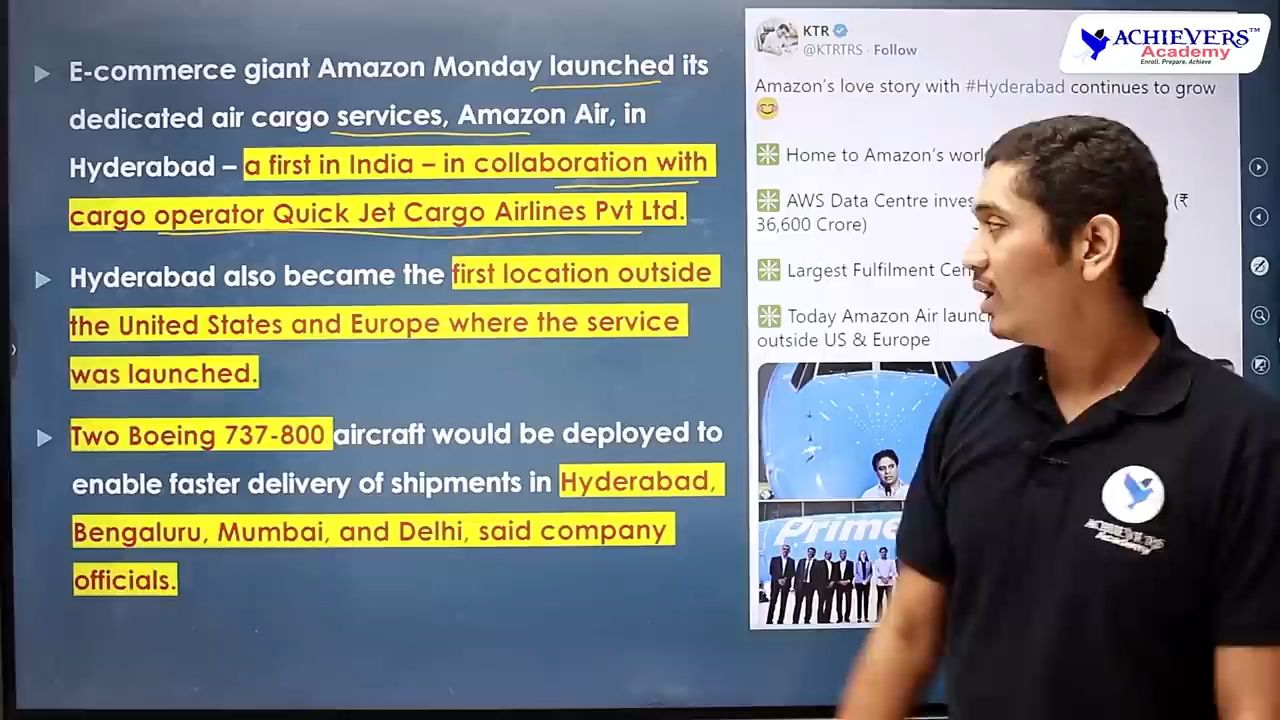 E-commerce giant Amazon Monday launched its
dedicated air cargo services, Amazon Air, in
Hyderabad – a first in India – in collaboration with
cargo operator Quick Jet Cargo Airlines Pvt Ltd.
Hyderabad also became the first location outside
the United States and Europe where the service
was launched.
Two Boeing 737-800 aircraft would be deployed to
enable faster delivery of shipments in Hyderabad,
Bengaluru, Mumbai, and Delhi, said company
officials.
KTR
@KTRTRS · Follow
Amazon's love story with #Hyderabad continues to grow
Home to Amazon's
AWS Data Centre (₹
36,600 Crore)
Largest Fulfilment
Today Amazon Air
outside US & Europe
Prime
ACHIEVERS™
Academy
Enroll. Prepare. Achieve
ACHIEVERS
Academy